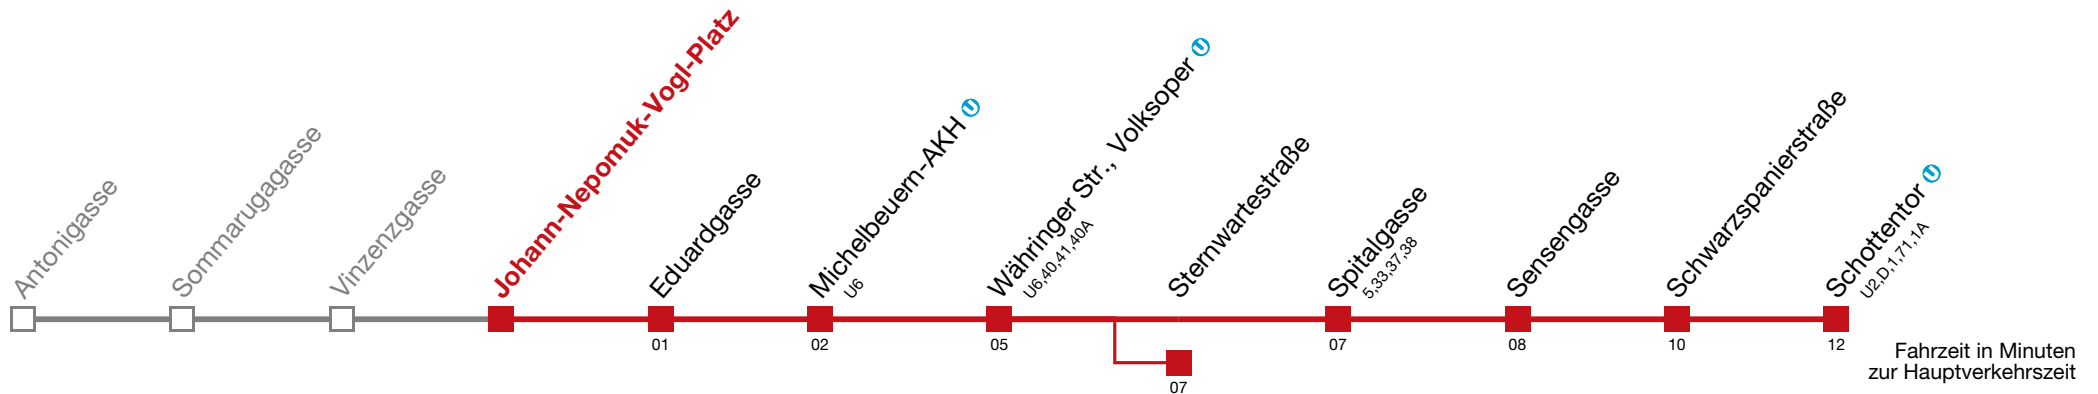 Antonigasse
Sommarugagasse
Vinzenzgasse
Johann-Nepomuk-Vogl-Platz
Eduardgasse
01
Michelbeuern-AKH U
U6
02
Währinger Str., Volksoper U
U6,40,41,40A
05
Sternwartestraße
07
Spitalgasse
5,33,37,38
07
Sensengasse
08
Schwarzspanierstraße
10
Schottentor U
U2,D,1,71,1A
12
Fahrzeit in Minuten
zur Hauptverkehrszeit